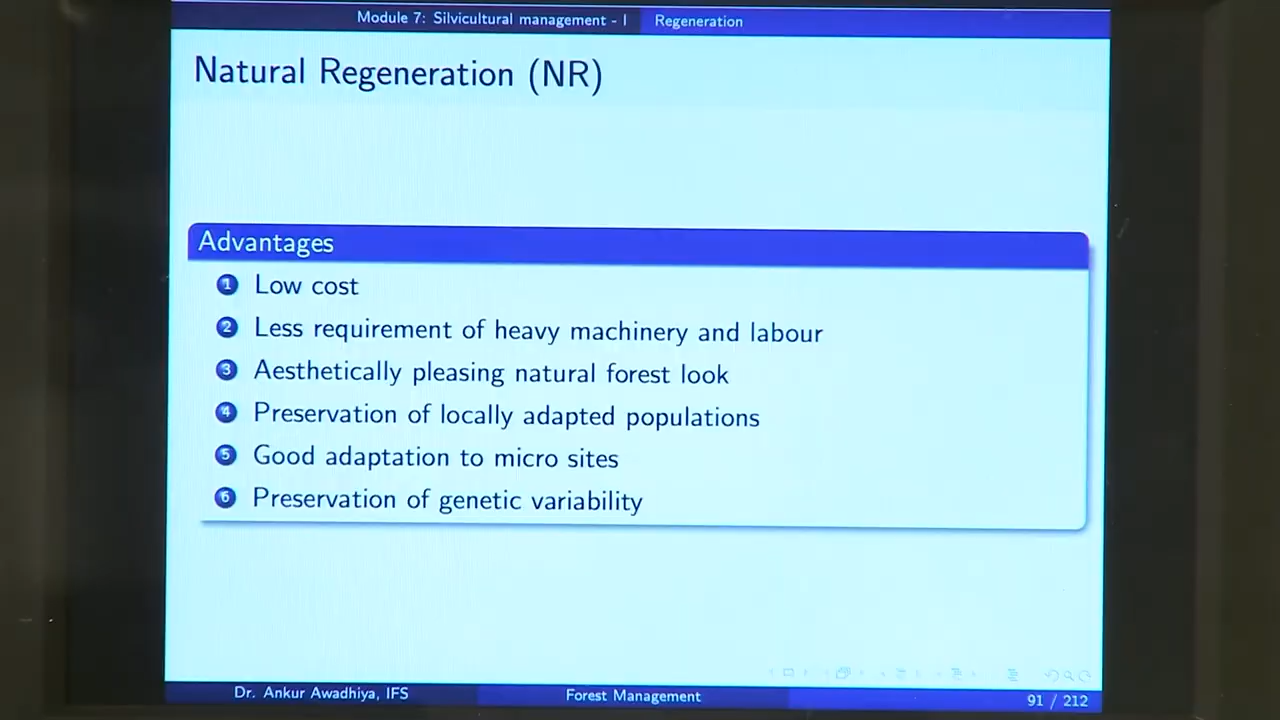 Module 7: Silvicultural management - I Regeneration
Natural Regeneration (NR)
Advantages
1 Low cost
2 Less requirement of heavy machinery and labour
3 Aesthetically pleasing natural forest look
4 Preservation of locally adapted populations
5 Good adaptation to micro sites
6 Preservation of genetic variability
Dr. Ankur Awadhiya, IFS Forest Management 91 / 212